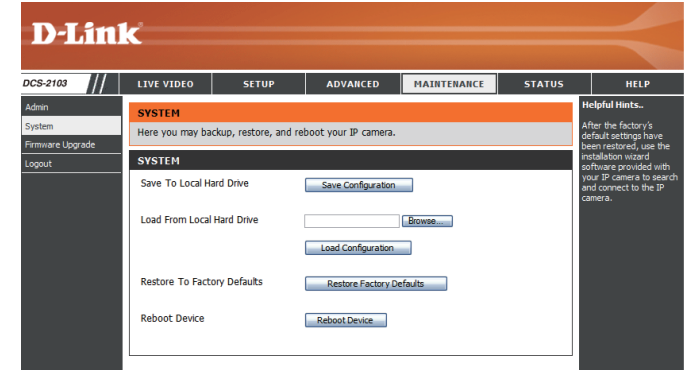 D-Link
DCS-2103 // LIVE VIDEO SETUP ADVANCED MAINTENANCE STATUS HELP
Admin
System
Firmware Upgrade
Logout
SYSTEM
Here you may backup, restore, and reboot your IP camera.
SYSTEM
Save To Local Hard Drive Save Configuration
Load From Local Hard Drive Browse...
Load Configuration
Restore To Factory Defaults Restore Factory Defaults
Reboot Device Reboot Device
Helpful Hints..
After the factory's
default settings have
been restored, use the
installation wizard
software provided with
your IP camera to search
and connect to the IP
camera.